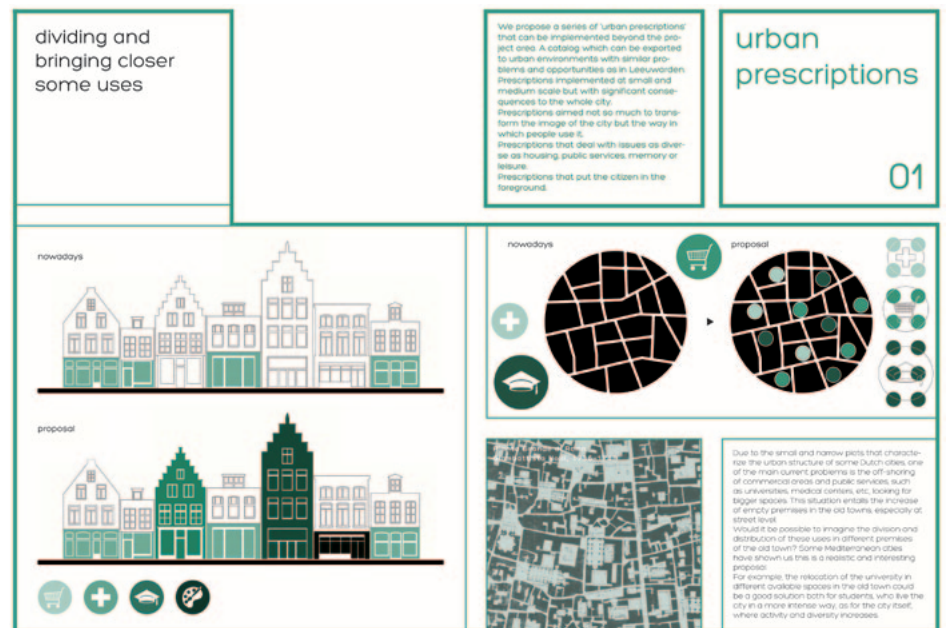 dividing and
bringing closer
some uses
We propose a series of 'urban prescriptions'
that can be implemented beyond the pro-
ject area. A catalog which can be exported
to urban environments with similar pro-
blems and opportunities as in Leeuwarden.
Prescriptions implemented at small and
medium scale but with significant conse-
quences to the whole city.
Prescriptions aimed not so much to trans-
form the image of the city but the way in
which people use it.
Prescriptions that deal with issues as diver-
se as housing, public services, memory or
leisure.
Prescriptions that put the citizen in the
foreground.
urban
prescriptions
01
nowadays
proposal
nowadays
proposal
Due to the small and narrow plots that characte-
rize the urban structure of some Dutch cities, one
of the main current problems is the off-shoring
of commercial areas and public services, such
as universities, medical centers, etc, looking for
bigger spaces. This situation entails the increase
of empty premises in the old towns, especially at
street level.
Would it be possible to imagine the division and
distribution of these uses in different premises
of the old town? Some Mediterranean cities
have shown us this is a realistic and interesting
proposal.
For example, the relocation of the university in
different available spaces in the old town could
be a good solution both for students, who live the
city in a more intense way, as for the city itself,
where activity and diversity increases.